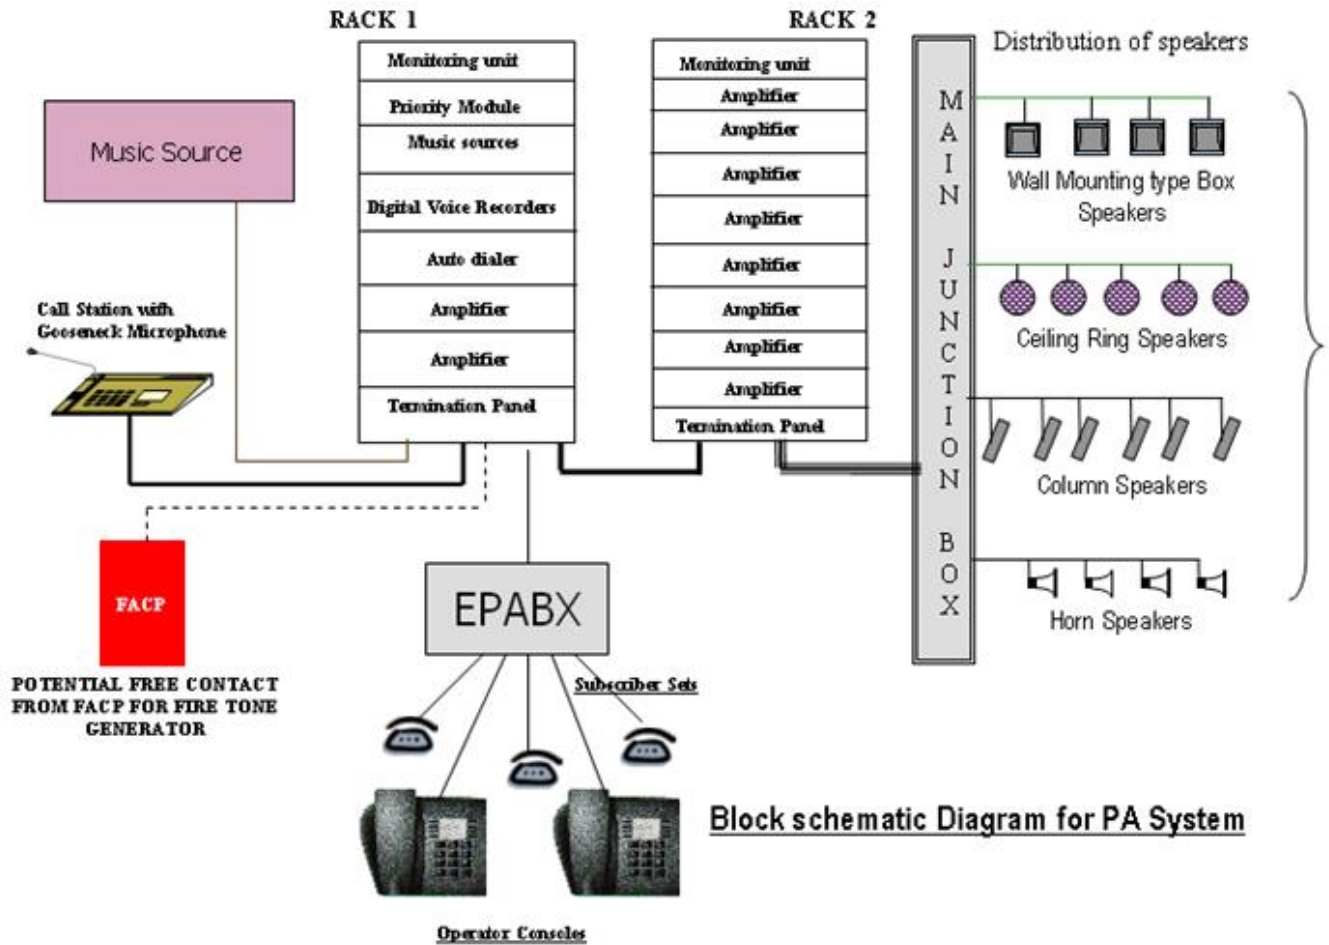 RACK 1
Monitoring unit
Priority Module
Music sources
Digital Voice Recorders
Auto dialer
Amplifier
Amplifier
Termination Panel
RACK 2
Monitoring unit
Amplifier
Amplifier
Amplifier
Amplifier
Amplifier
Amplifier
Amplifier
Amplifier
Termination Panel
Music Source
Call Station with
Gooseneck Microphone
FACP
POTENTIAL FREE CONTACT
FROM FACP FOR FIRE TONE
GENERATOR
EPABX
Subscriber Sets
Operator Consoles
MAIN JUNCTION BOX
Distribution of speakers
Wall Mounting type Box
Speakers
Ceiling Ring Speakers
Column Speakers
Horn Speakers
Block schematic Diagram for PA System